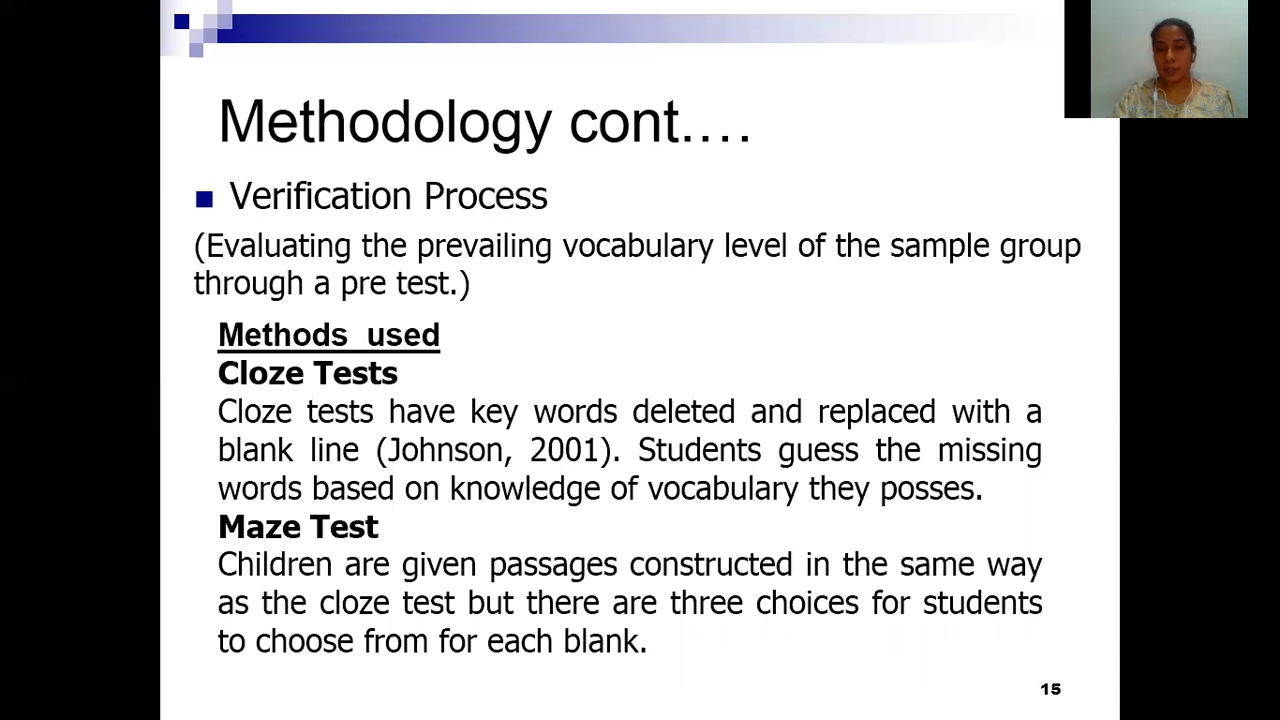 Methodology cont.…
Verification Process
(Evaluating the prevailing vocabulary level of the sample group
through a pre test.)
Methods used
Cloze Tests
Cloze tests have key words deleted and replaced with a
blank line (Johnson, 2001). Students guess the missing
words based on knowledge of vocabulary they posses.
Maze Test
Children are given passages constructed in the same way
as the cloze test but there are three choices for students
to choose from for each blank.
15